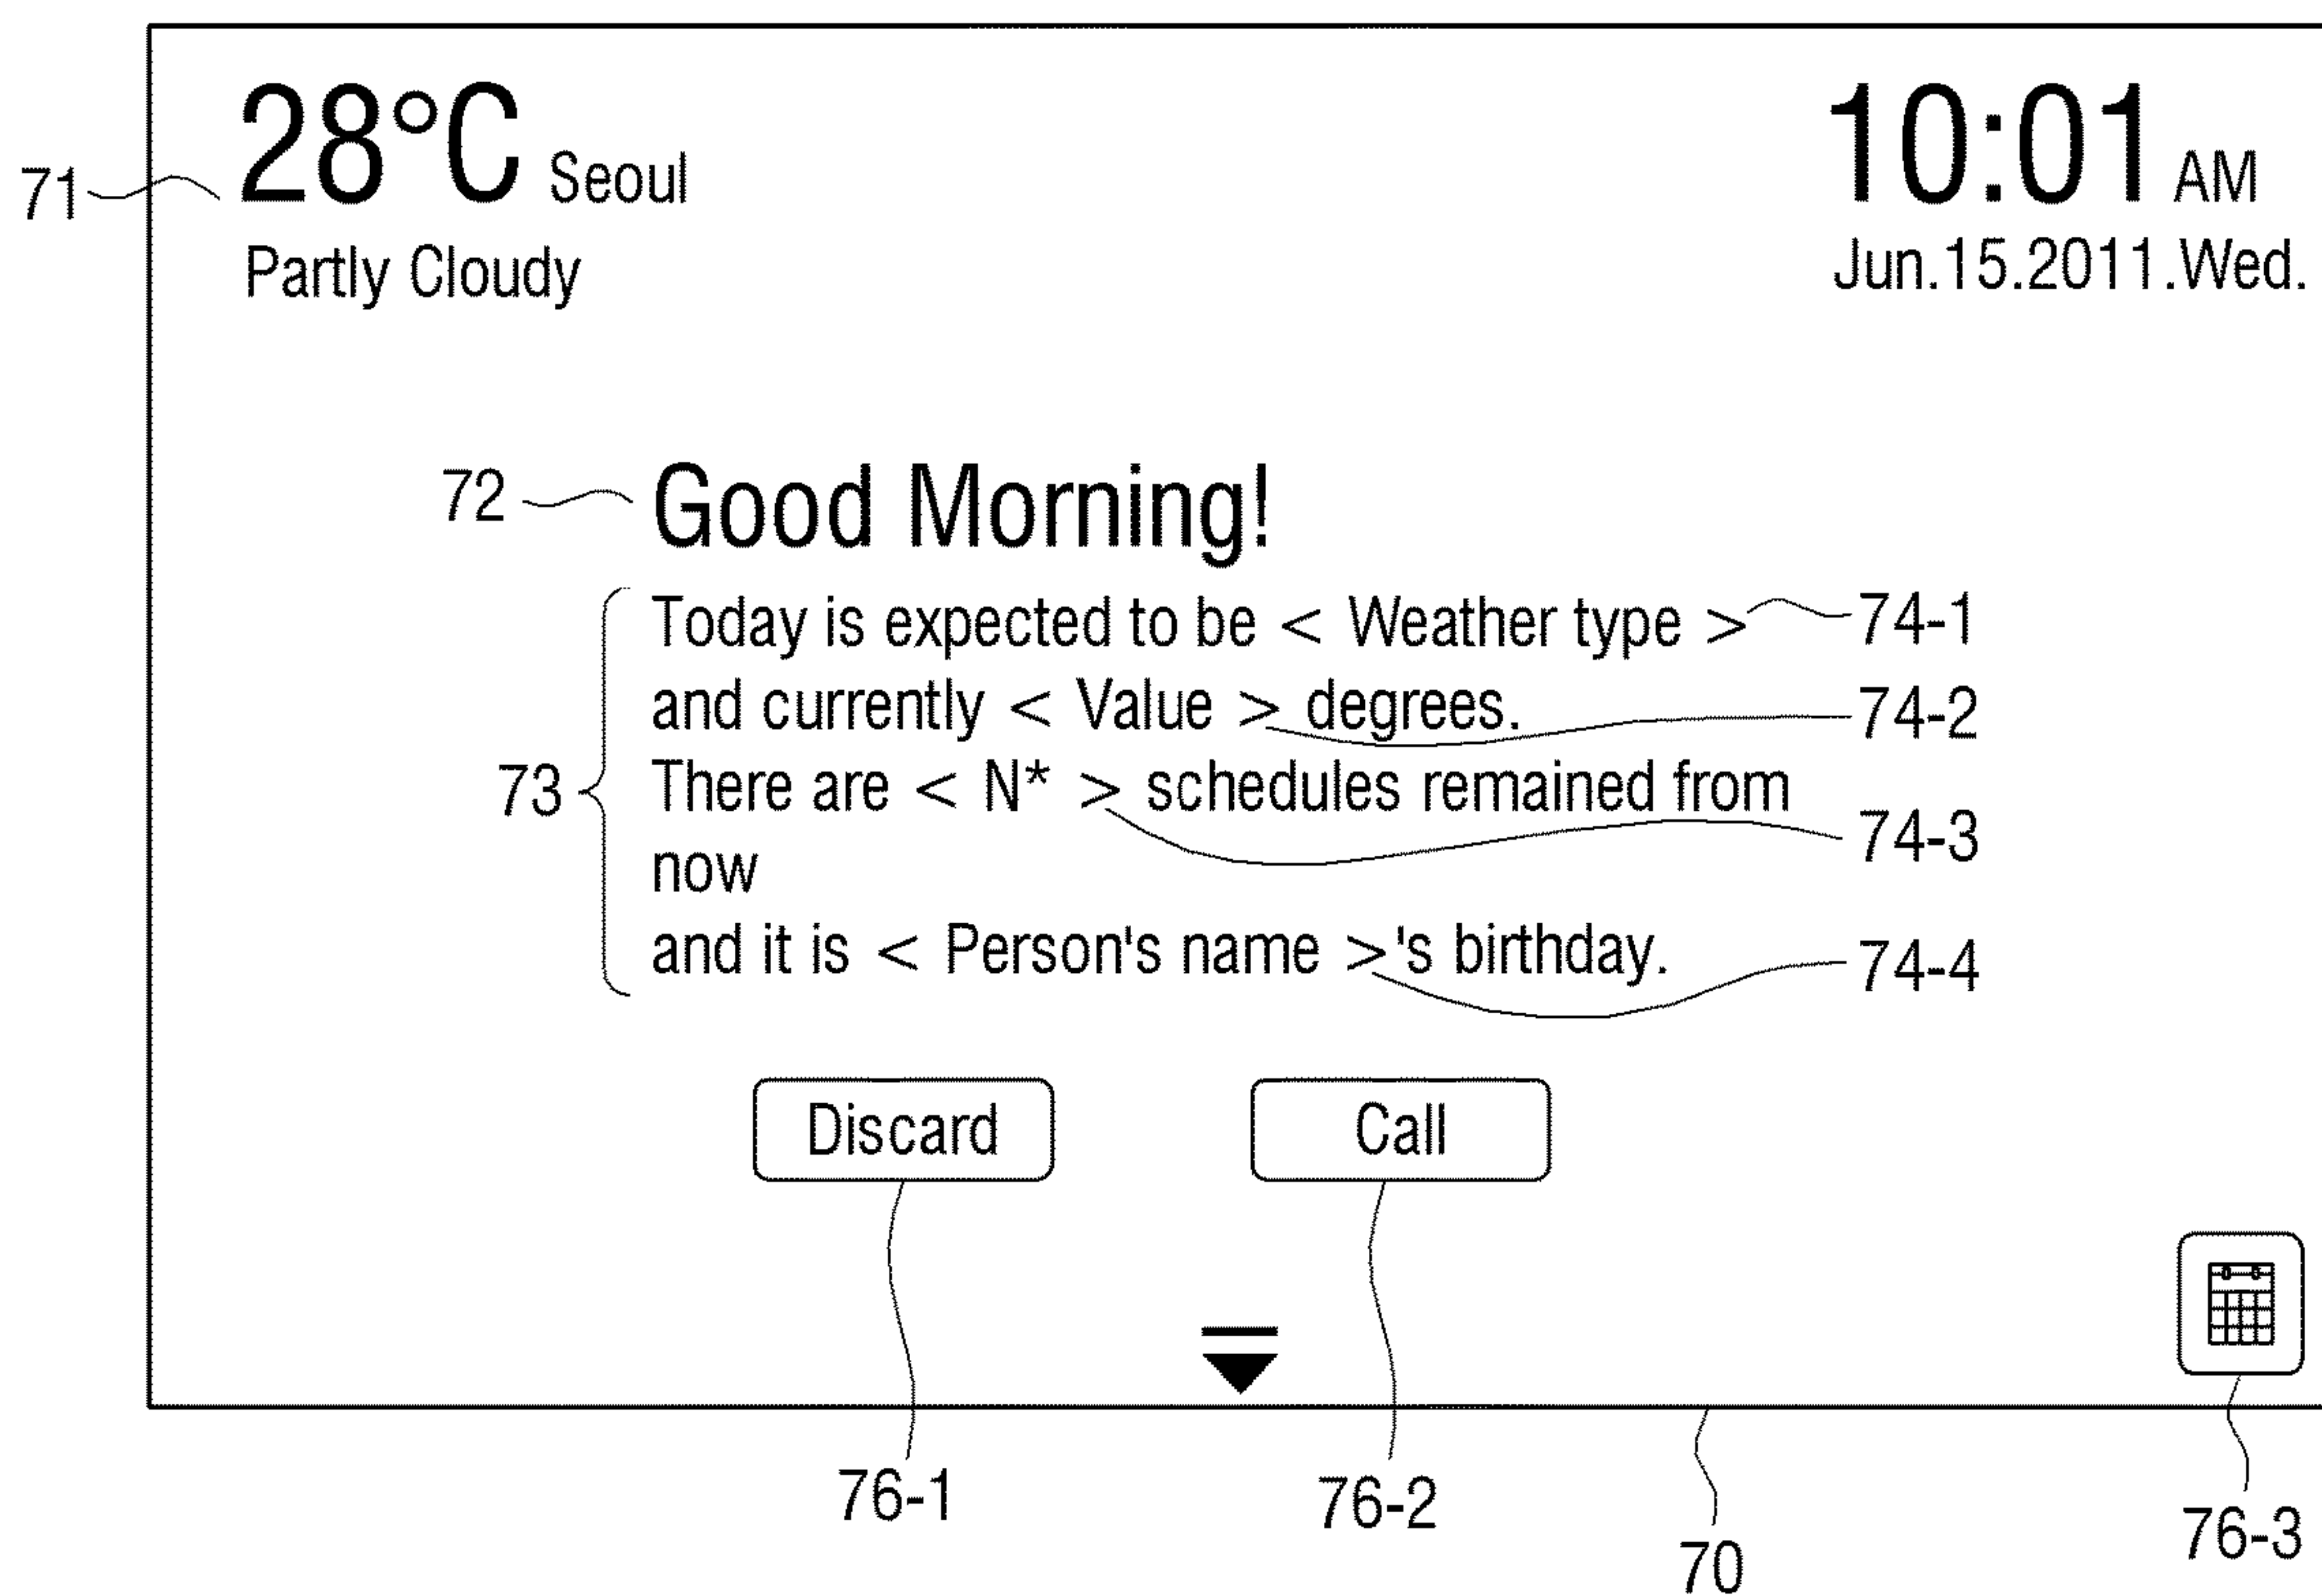 28°C Seoul
10:01 AM
71
Partly Cloudy
Jun.15.2011.Wed.
72
Good Morning!
Today is expected to be < Weather type >
74-1
and currently < Value > degrees.
74-2
73
There are < N* > schedules remained from
74-3
now
and it is < Person's name >'s birthday.
74-4
Discard
Call
76-1
76-2
70
76-3